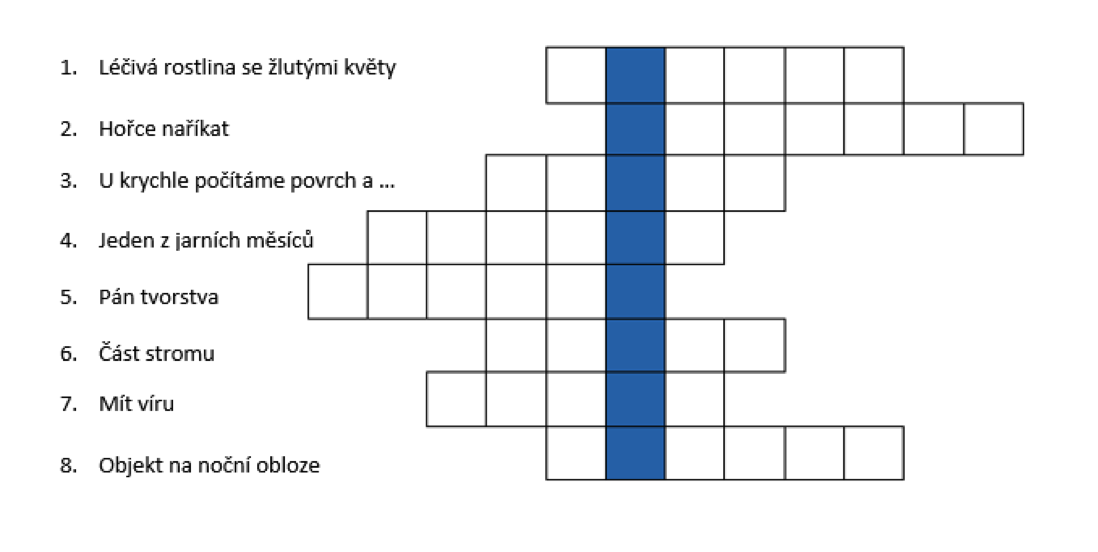 1. Léčivá rostlina se žlutými květy
2. Hořce naříkat
3. U krychle počítáme povrch a ...
4. Jeden z jarních měsíců
5. Pán tvorstva
6. Část stromu
7. Mít víru
8. Objekt na noční obloze